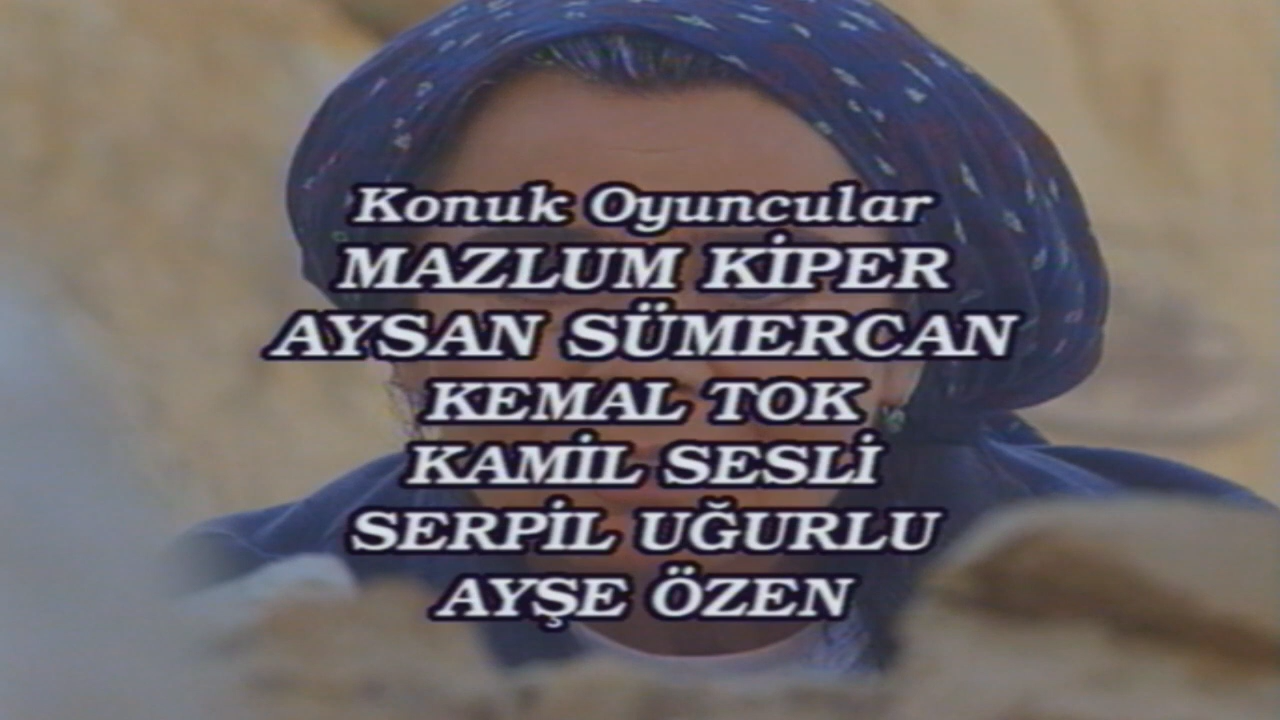 Konuk Oyuncular
MAZLUM KİPER
AYSAN SÜMERCAN
KEMAL TOK
KAMİL SESLİ
SERPİL UĞURLU
AYŞE ÖZEN